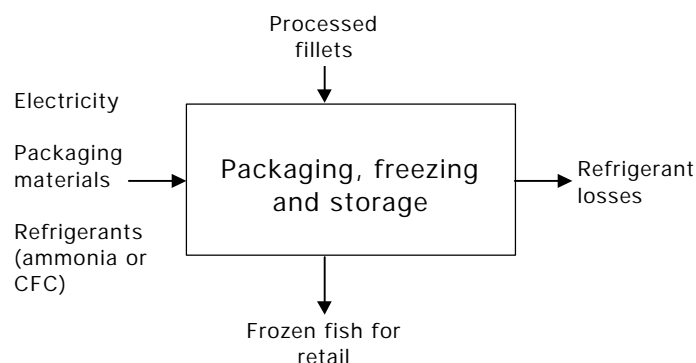 Processed
fillets
Electricity
Packaging
materials
Refrigerants
(ammonia or
CFC)
Packaging, freezing
and storage
Refrigerant
losses
Frozen fish for
retail